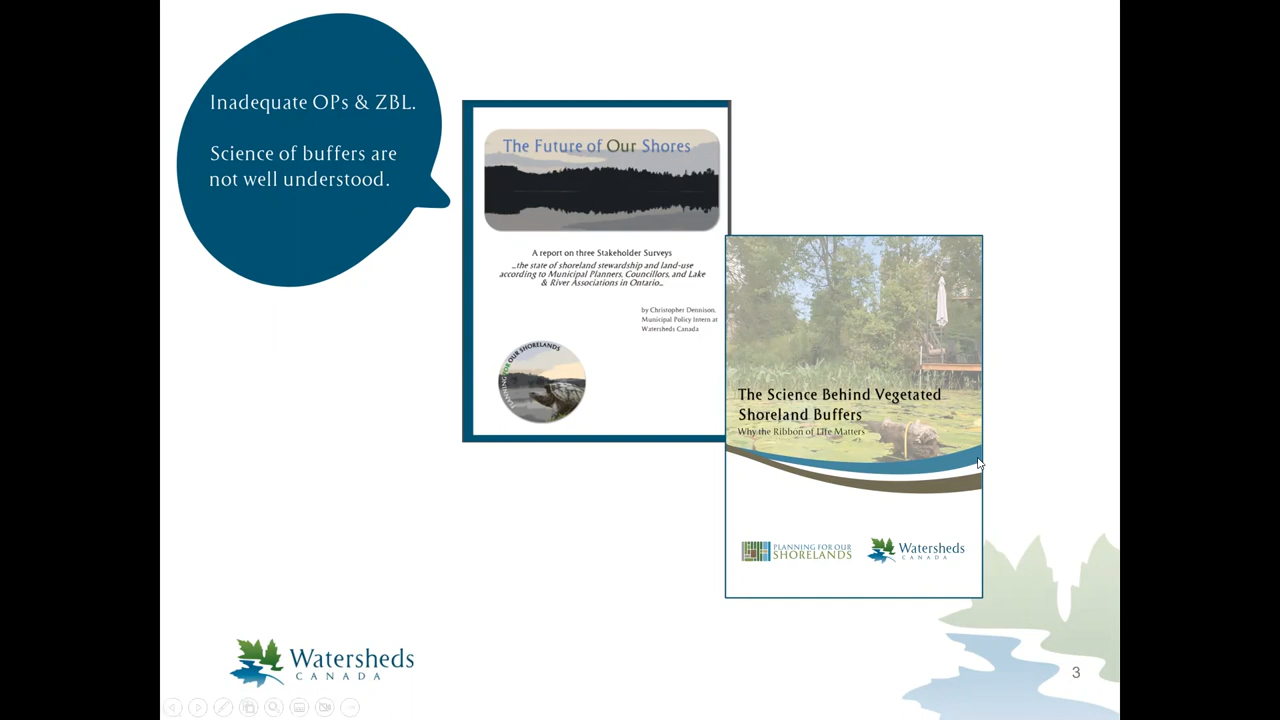 Inadequate OPs & ZBL.
Science of buffers are
not well understood.
The Future of Our Shores
A report on three Stakeholder Surveys
...the state of shoreland stewardship and land-use
according to Municipal Planners, Councillors, and Lake
& River Associations in Ontario...
by Christopher Dennison,
Municipal Policy Intern at
Watersheds Canada
PLANNING FOR OUR SHORELANDS
The Science Behind Vegetated
Shoreland Buffers
Why the Ribbon of Life Matters
PLANNING FOR OUR
SHORELANDS
Watersheds
CANADA
Watersheds
CANADA
3